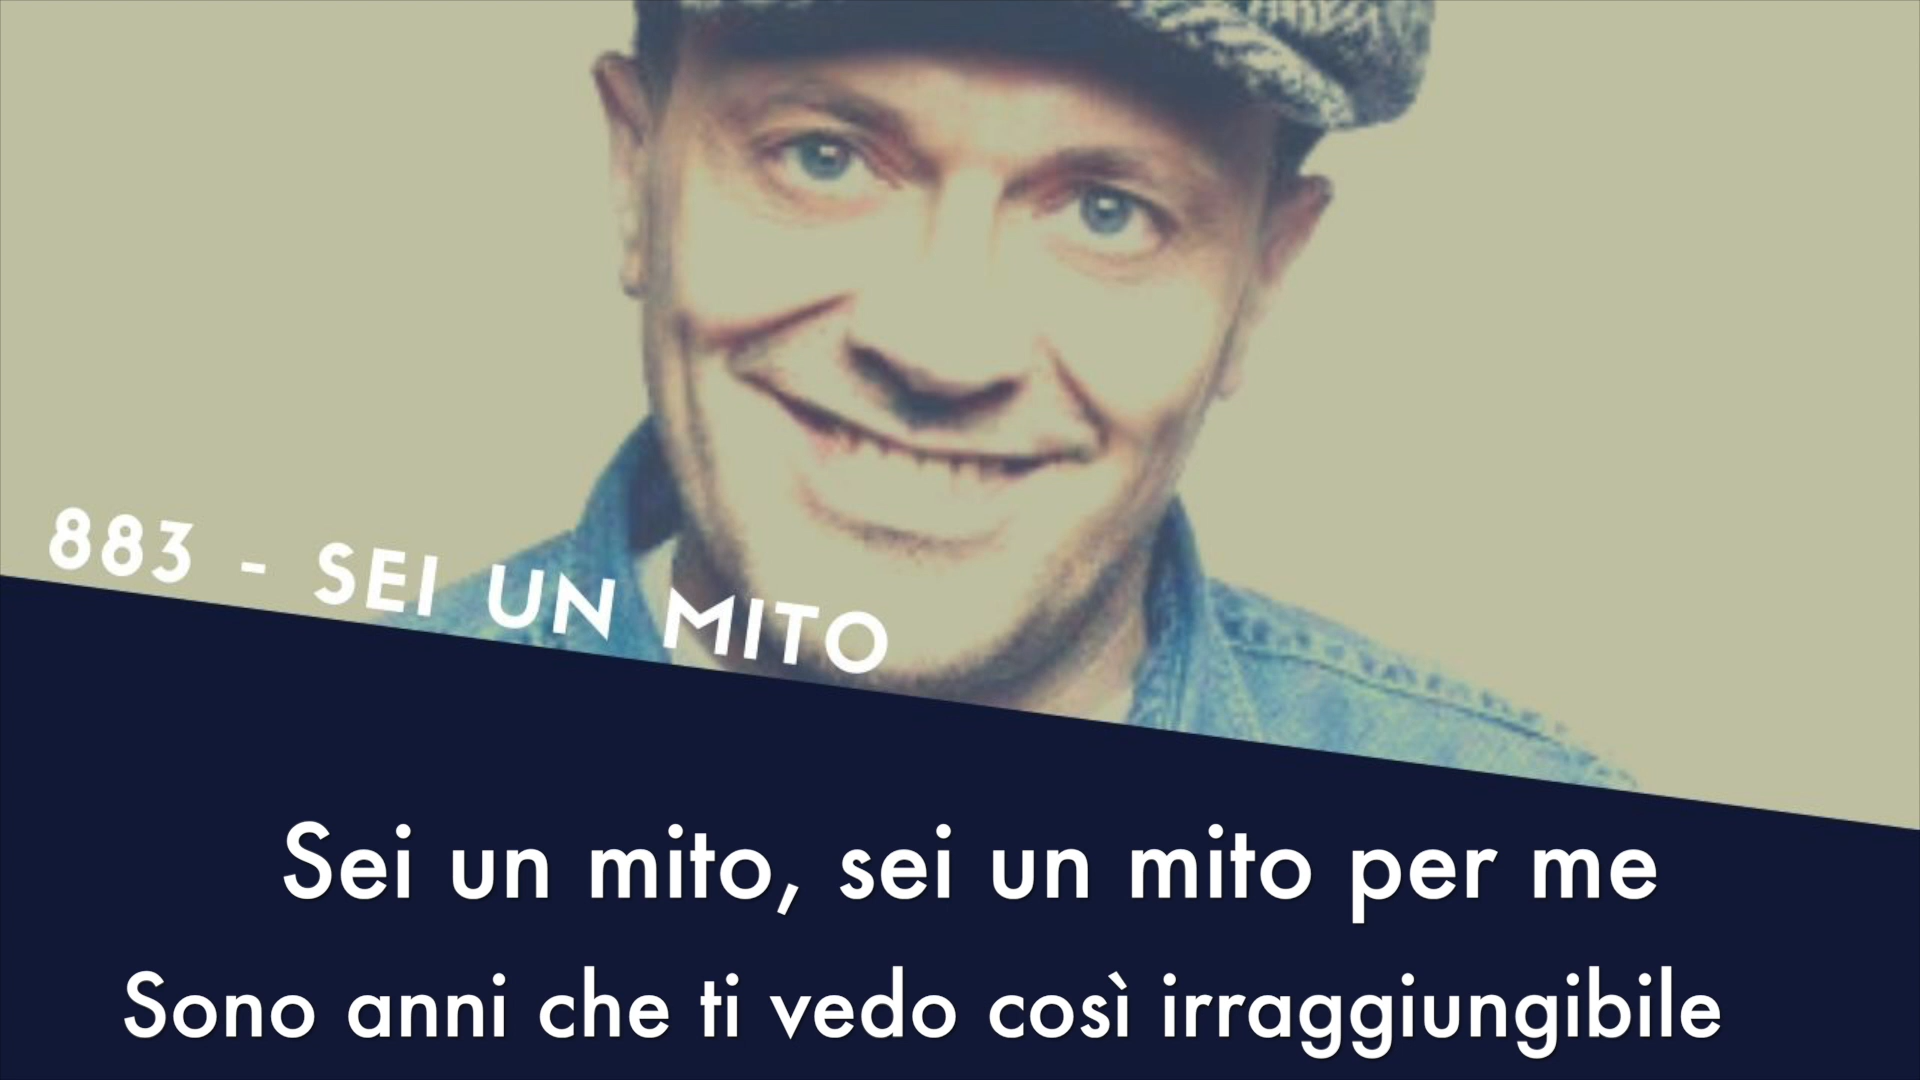 883 - SEI UN MITO
Sei un mito, sei un mito per me
Sono anni che ti vedo così irraggiungibile